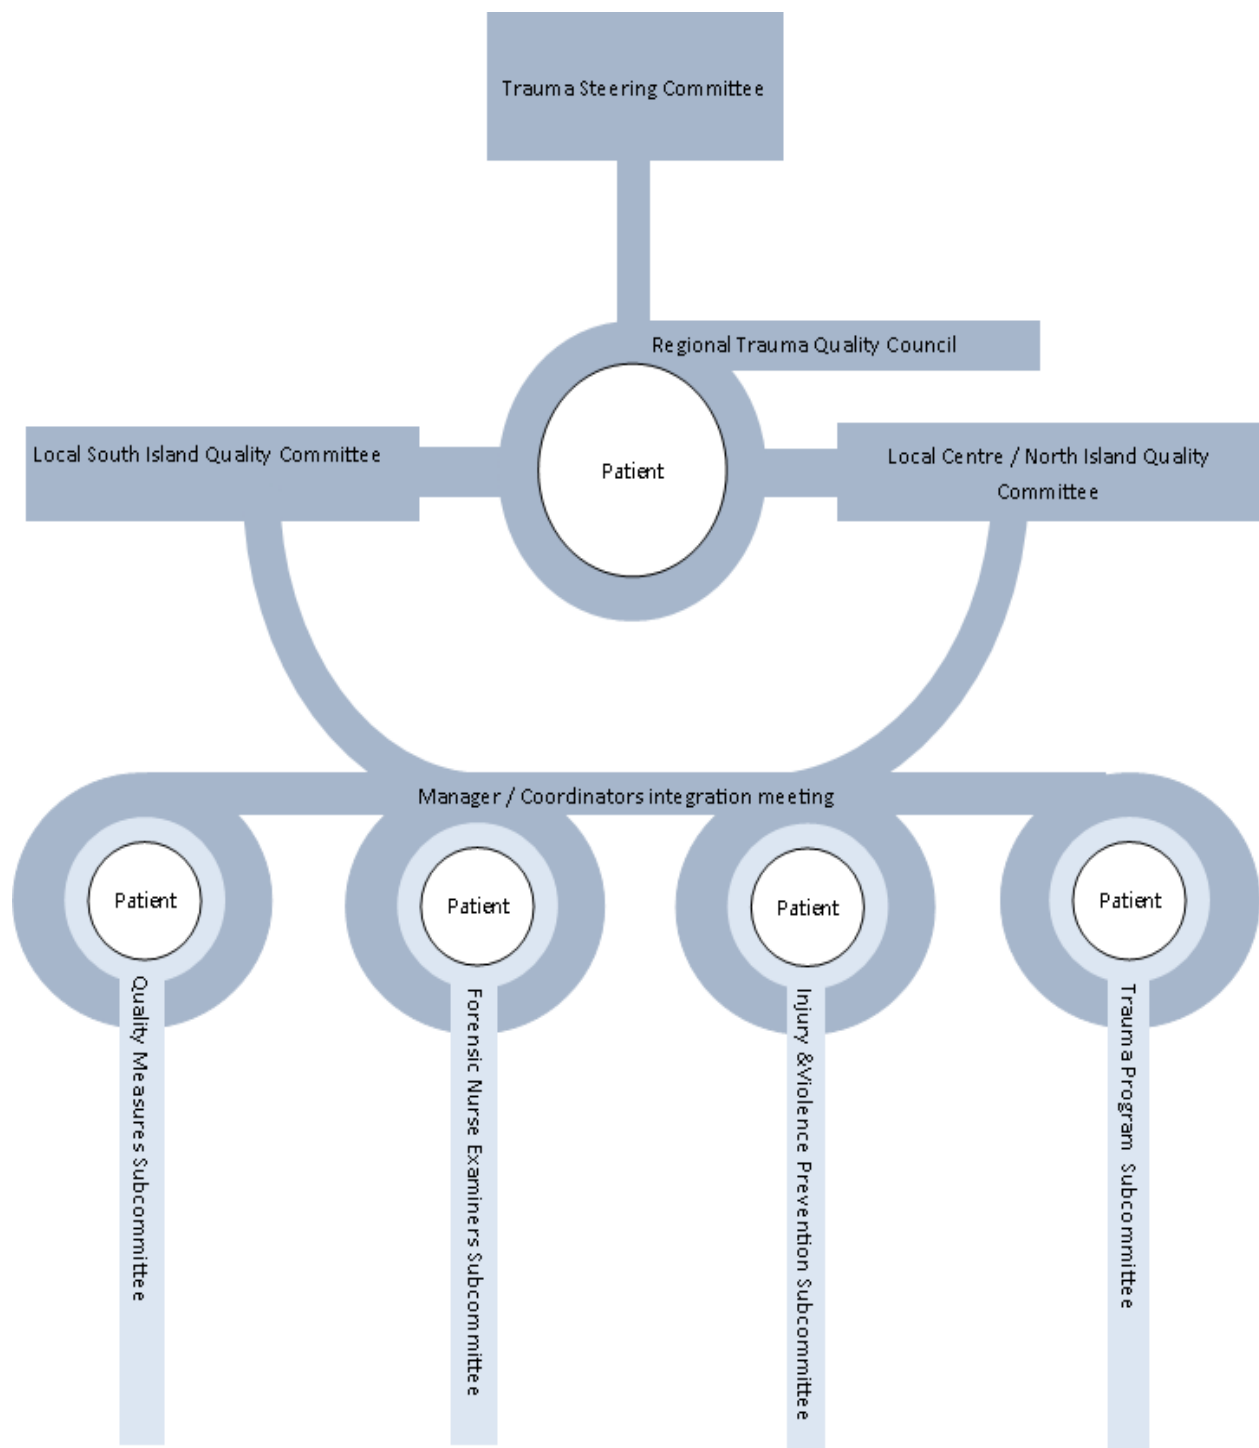 Trauma Steering Committee
Regional Trauma Quality Council
Local South Island Quality Committee
Patient
Local Centre / North Island Quality
Committee
Manager / Coordinators integration meeting
Patient
Patient
Patient
Patient
Quality Measures Subcommittee
Forensic Nurse Examiners Subcommittee
Injury &Violence Prevention Subcommittee
Trauma Program Subcommittee